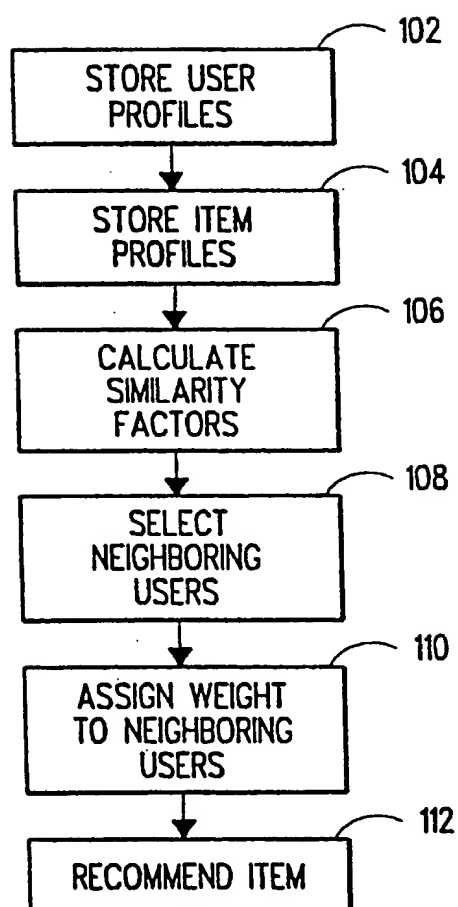 102
STORE USER
PROFILES
104
STORE ITEM
PROFILES
106
CALCULATE
SIMILARITY
FACTORS
108
SELECT
NEIGHBORING
USERS
110
ASSIGN WEIGHT
TO NEIGHBORING
USERS
112
RECOMMEND ITEM